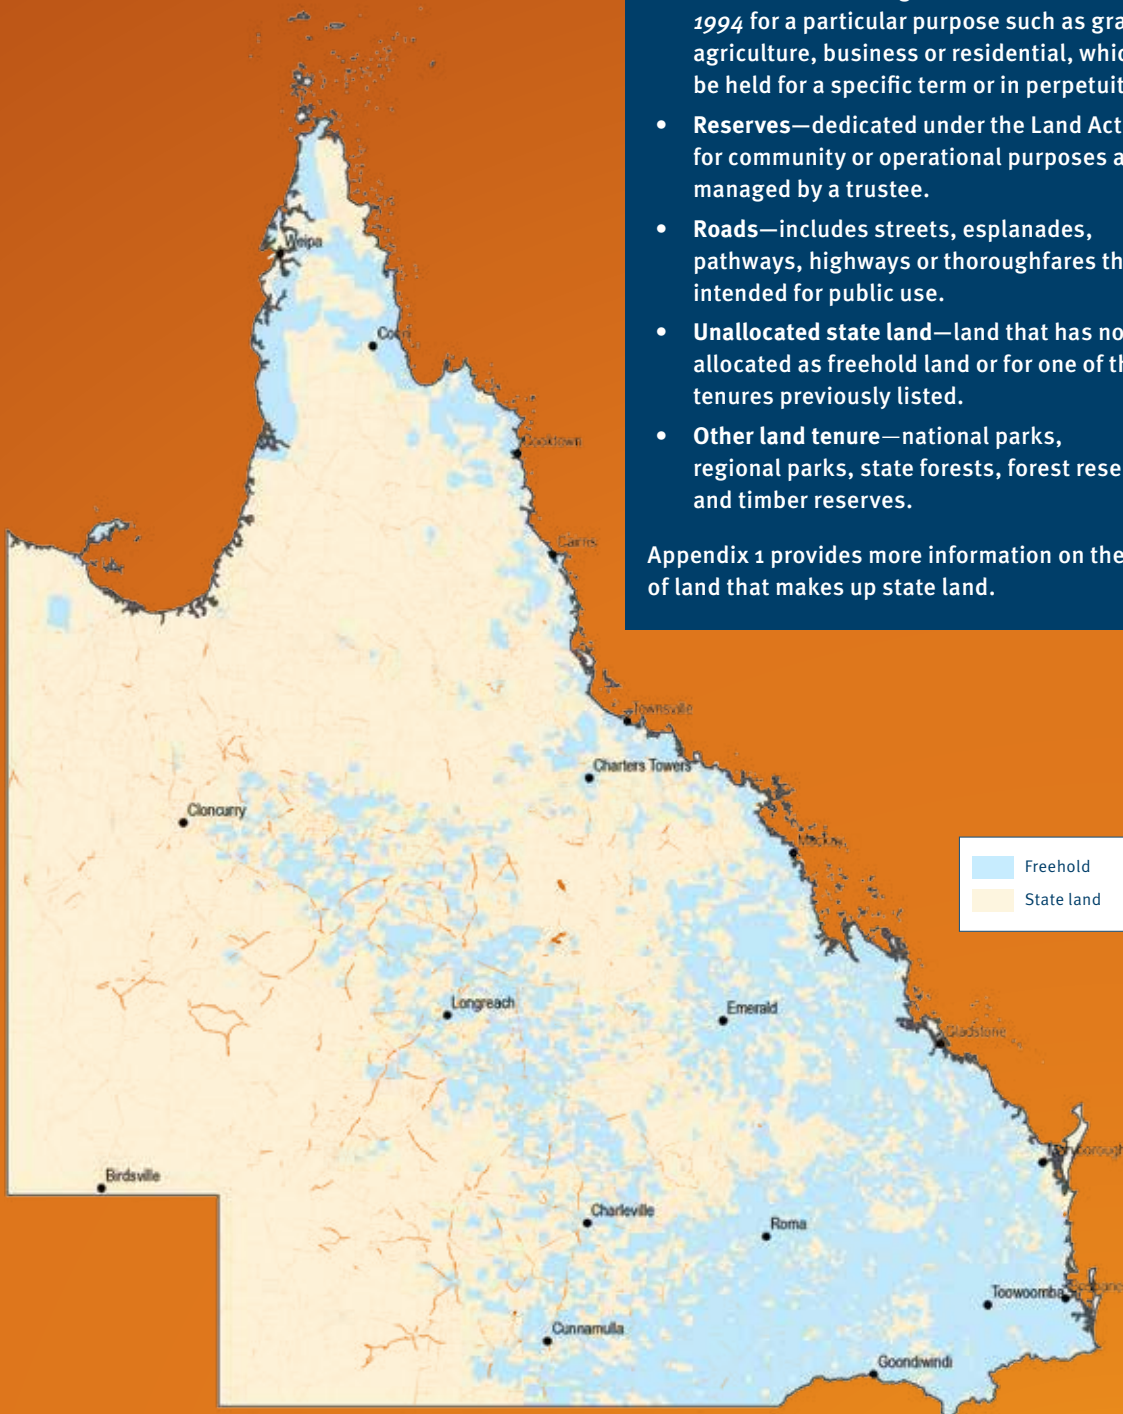 1994 for a particular purpose such as gra
agriculture, business or residential, whic
be held for a specific term or in perpetuit
• Reserves—dedicated under the Land Act
for community or operational purposes a
managed by a trustee.
• Roads—includes streets, esplanades,
pathways, highways or thoroughfares th
intended for public use.
• Unallocated state land—land that has no
allocated as freehold land or for one of th
tenures previously listed.
• Other land tenure—national parks,
regional parks, state forests, forest rese
and timber reserves.
Appendix 1 provides more information on the
of land that makes up state land.
Weipa
Coen
Cooktown
Cairns
Townsville
Charters Towers
Cloncurry
Mackay
Freehold
State land
Longreach
Emerald
Gladstone
Maryborough
Birdsville
Charleville
Roma
Toowoomba
Brisbane
Cunnamulla
Goondiwindi